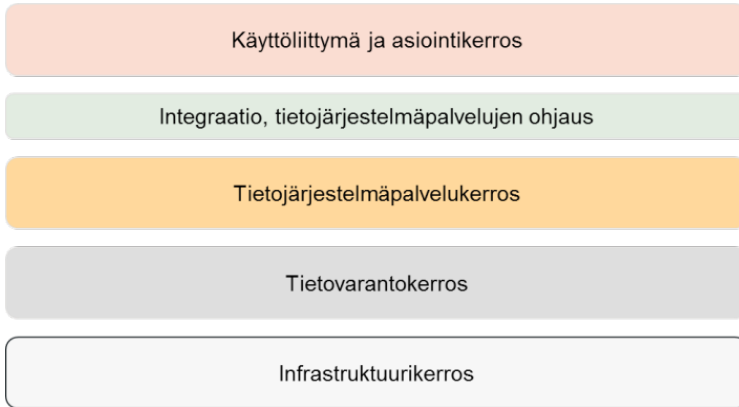 Käyttöliittymä ja asiointikerros
Integraatio, tietojärjestelmäpalvelujen ohjaus
Tietojärjestelmäpalvelukerros
Tietovarantokerros
Infrastruktuurikerros